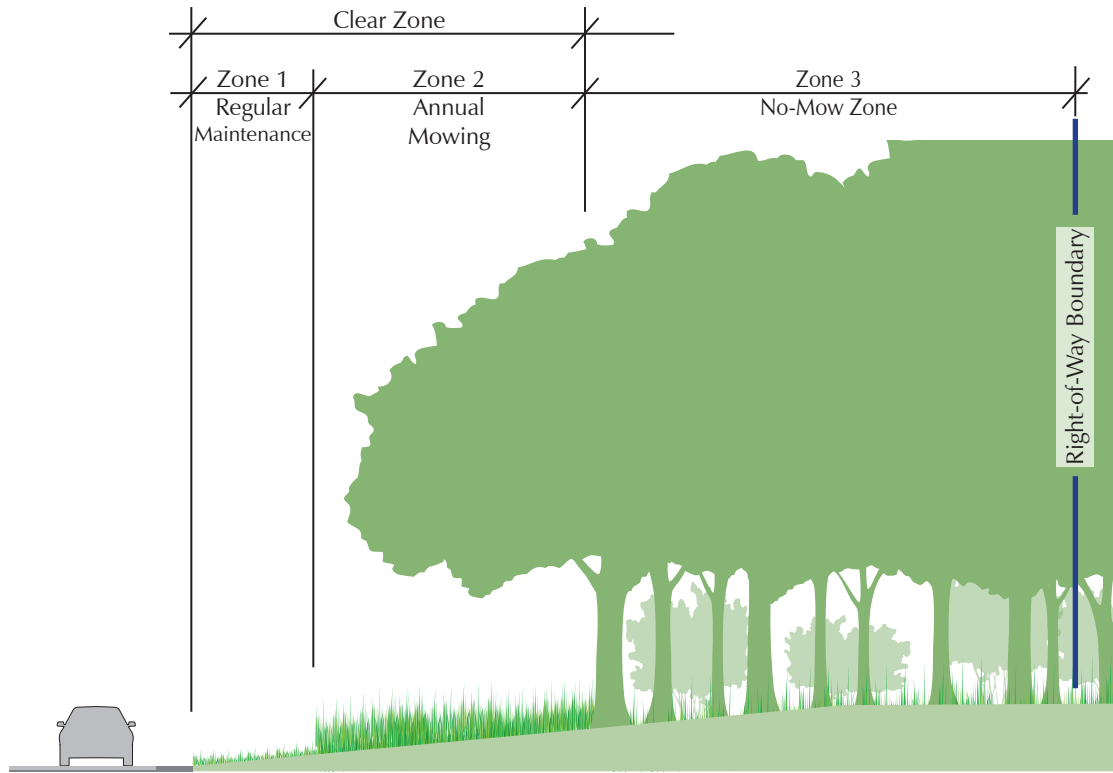 Clear Zone
Zone 1
Regular
Maintenance
Zone 2
Annual
Mowing
Zone 3
No-Mow Zone
Right-of-Way Boundary